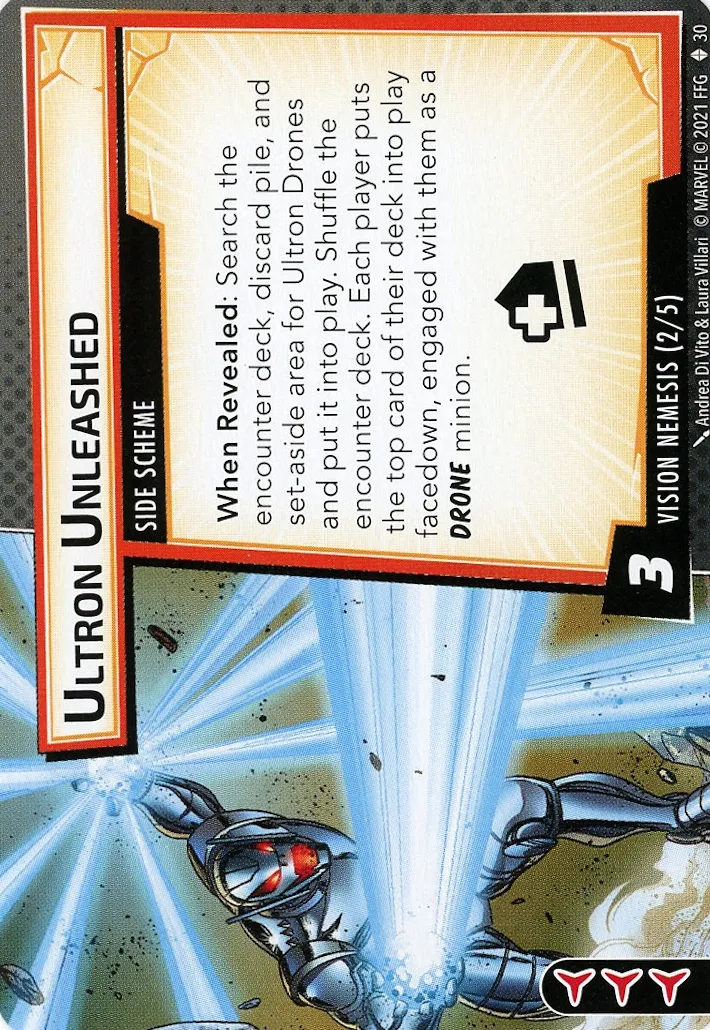 ULTRON UNLEASHED
SIDE SCHEME
When Revealed: Search the
encounter deck, discard pile, and
set-aside area for Ultron Drones
and put it into play. Shuffle the
encounter deck. Each player puts
the top card of their deck into play
facedown, engaged with them as a
DRONE minion.
3
VISION NEMESIS (2/5)
Andrea Di Vito & Laura Villari © MARVEL © 2021 FFG 30